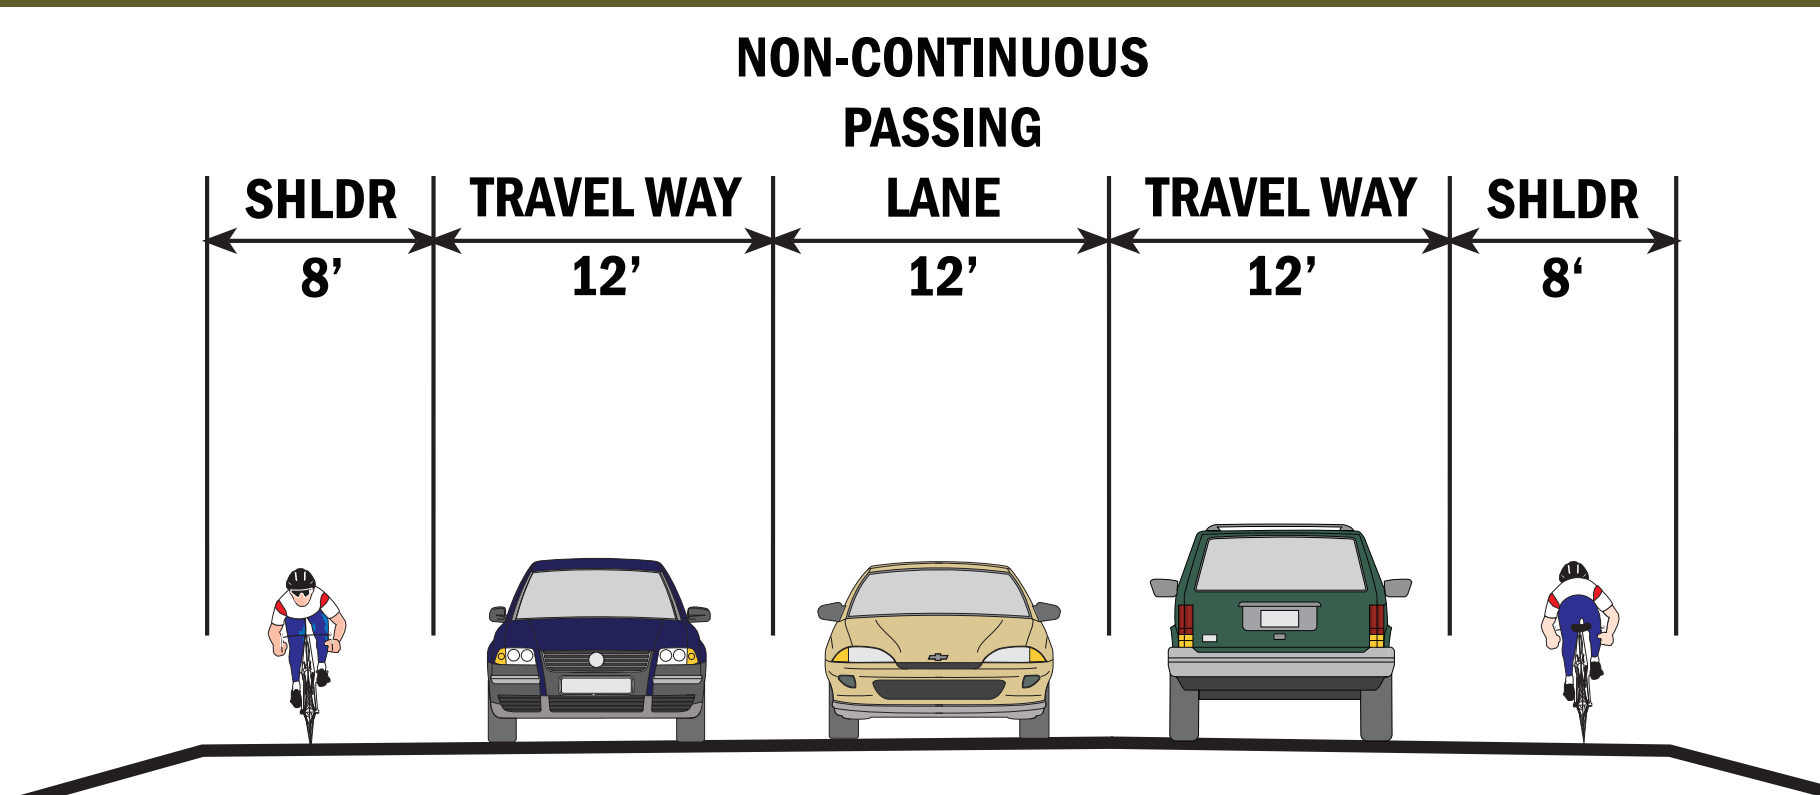 NON-CONTINUOUS
PASSING
SHLDR TRAVEL WAY LANE TRAVEL WAY SHLDR
8’ 12’ 12’ 12’ 8‘